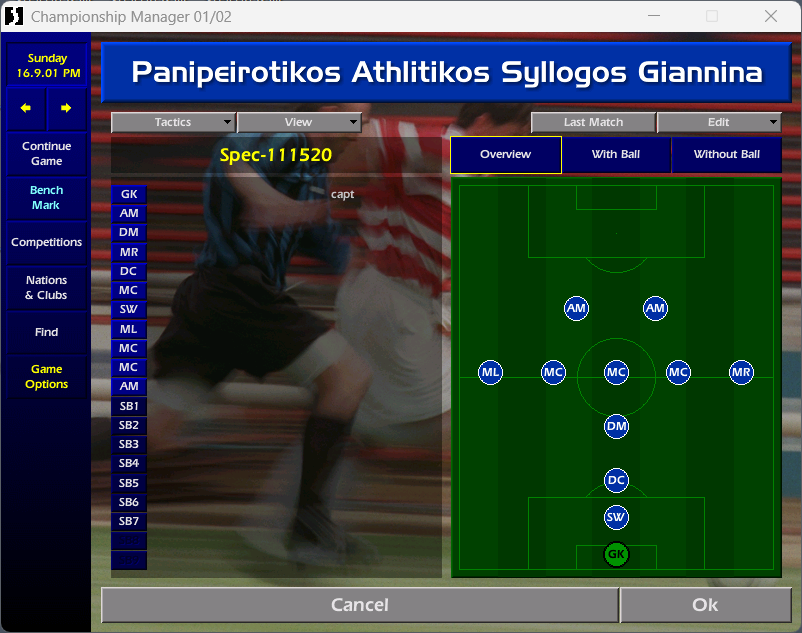 Championship Manager 01/02
Sunday
16.9.01 PM
Continue
Game
Bench
Mark
Competitions
Nations
& Clubs
Find
Game
Options
Panipeirotikos Athlitikos Syllogos Giannina
Tactics
View
Last Match
Edit
Spec-111520
Overview
With Ball
Without Ball
GK capt
AM
DM
MR
DC
MC
SW
ML
MC
MC
AM
SB1
SB2
SB3
SB4
SB5
SB6
SB7
AM AM
ML MC MC MC MR
DM
DC
SW
GK
Cancel
Ok